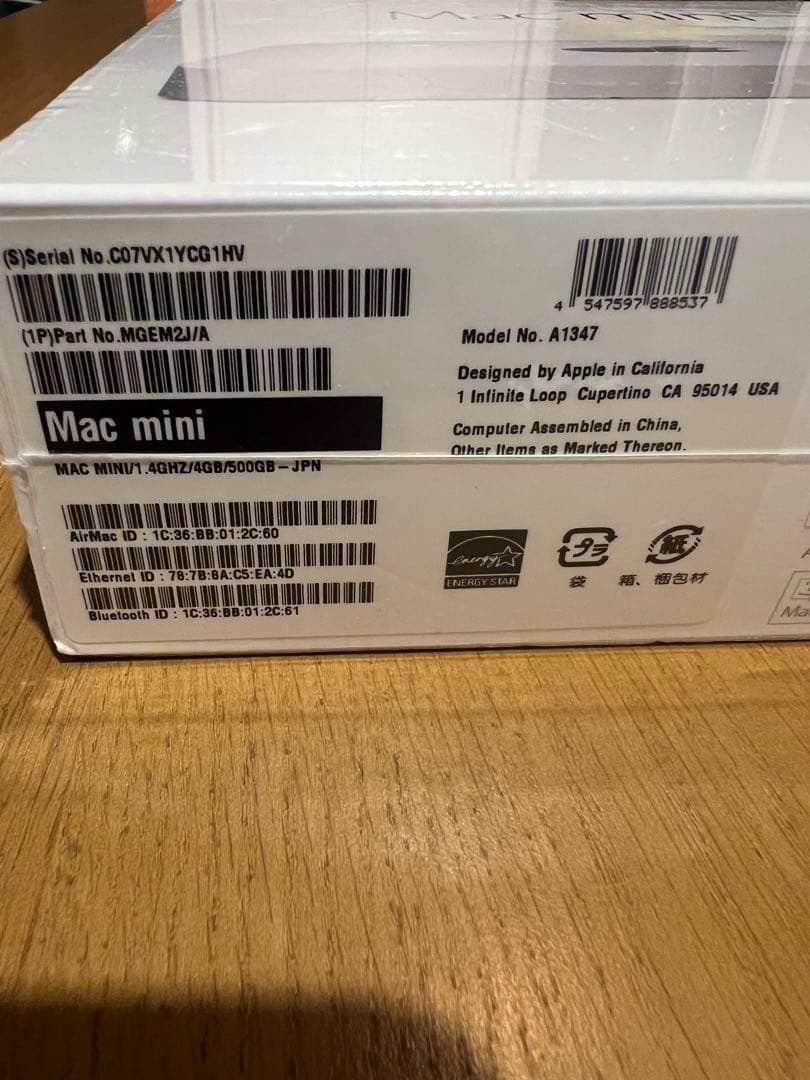 Mac mini
(S)Serial No.C07VX1YCG1HV
(1P)Part No.MGEM2J/A
Mac mini
MAC MINI/1.4GHZ/4GB/500GB-JPN
AirMac ID : 1C:36:BB:01:2C:60
Ethernet ID : 78:7B:8A:C5:EA:4D
Bluetooth ID : 1C:36:BB:01:2C:61
4 547597 888537
Model No. A1347
Designed by Apple in California
1 Infinite Loop Cupertino CA 95014 USA
Computer Assembled in China,
Other Items as Marked Thereon.
energy
ENERGY STAR
プラ
袋
紙
箱、梱包材
Ma